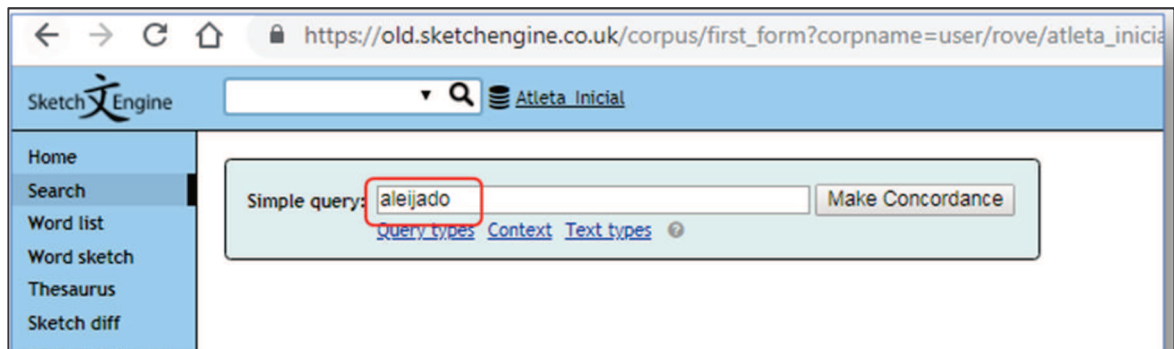 https://old.sketchengine.co.uk/corpus/first_form?corpname=user/rove/atleta_inicia
Sketch Engine
Atleta_Inicial
Home
Search
Simple query: aleijado Make Concordance
Word list
Query types Context Text types ?
Word sketch
Thesaurus
Sketch diff